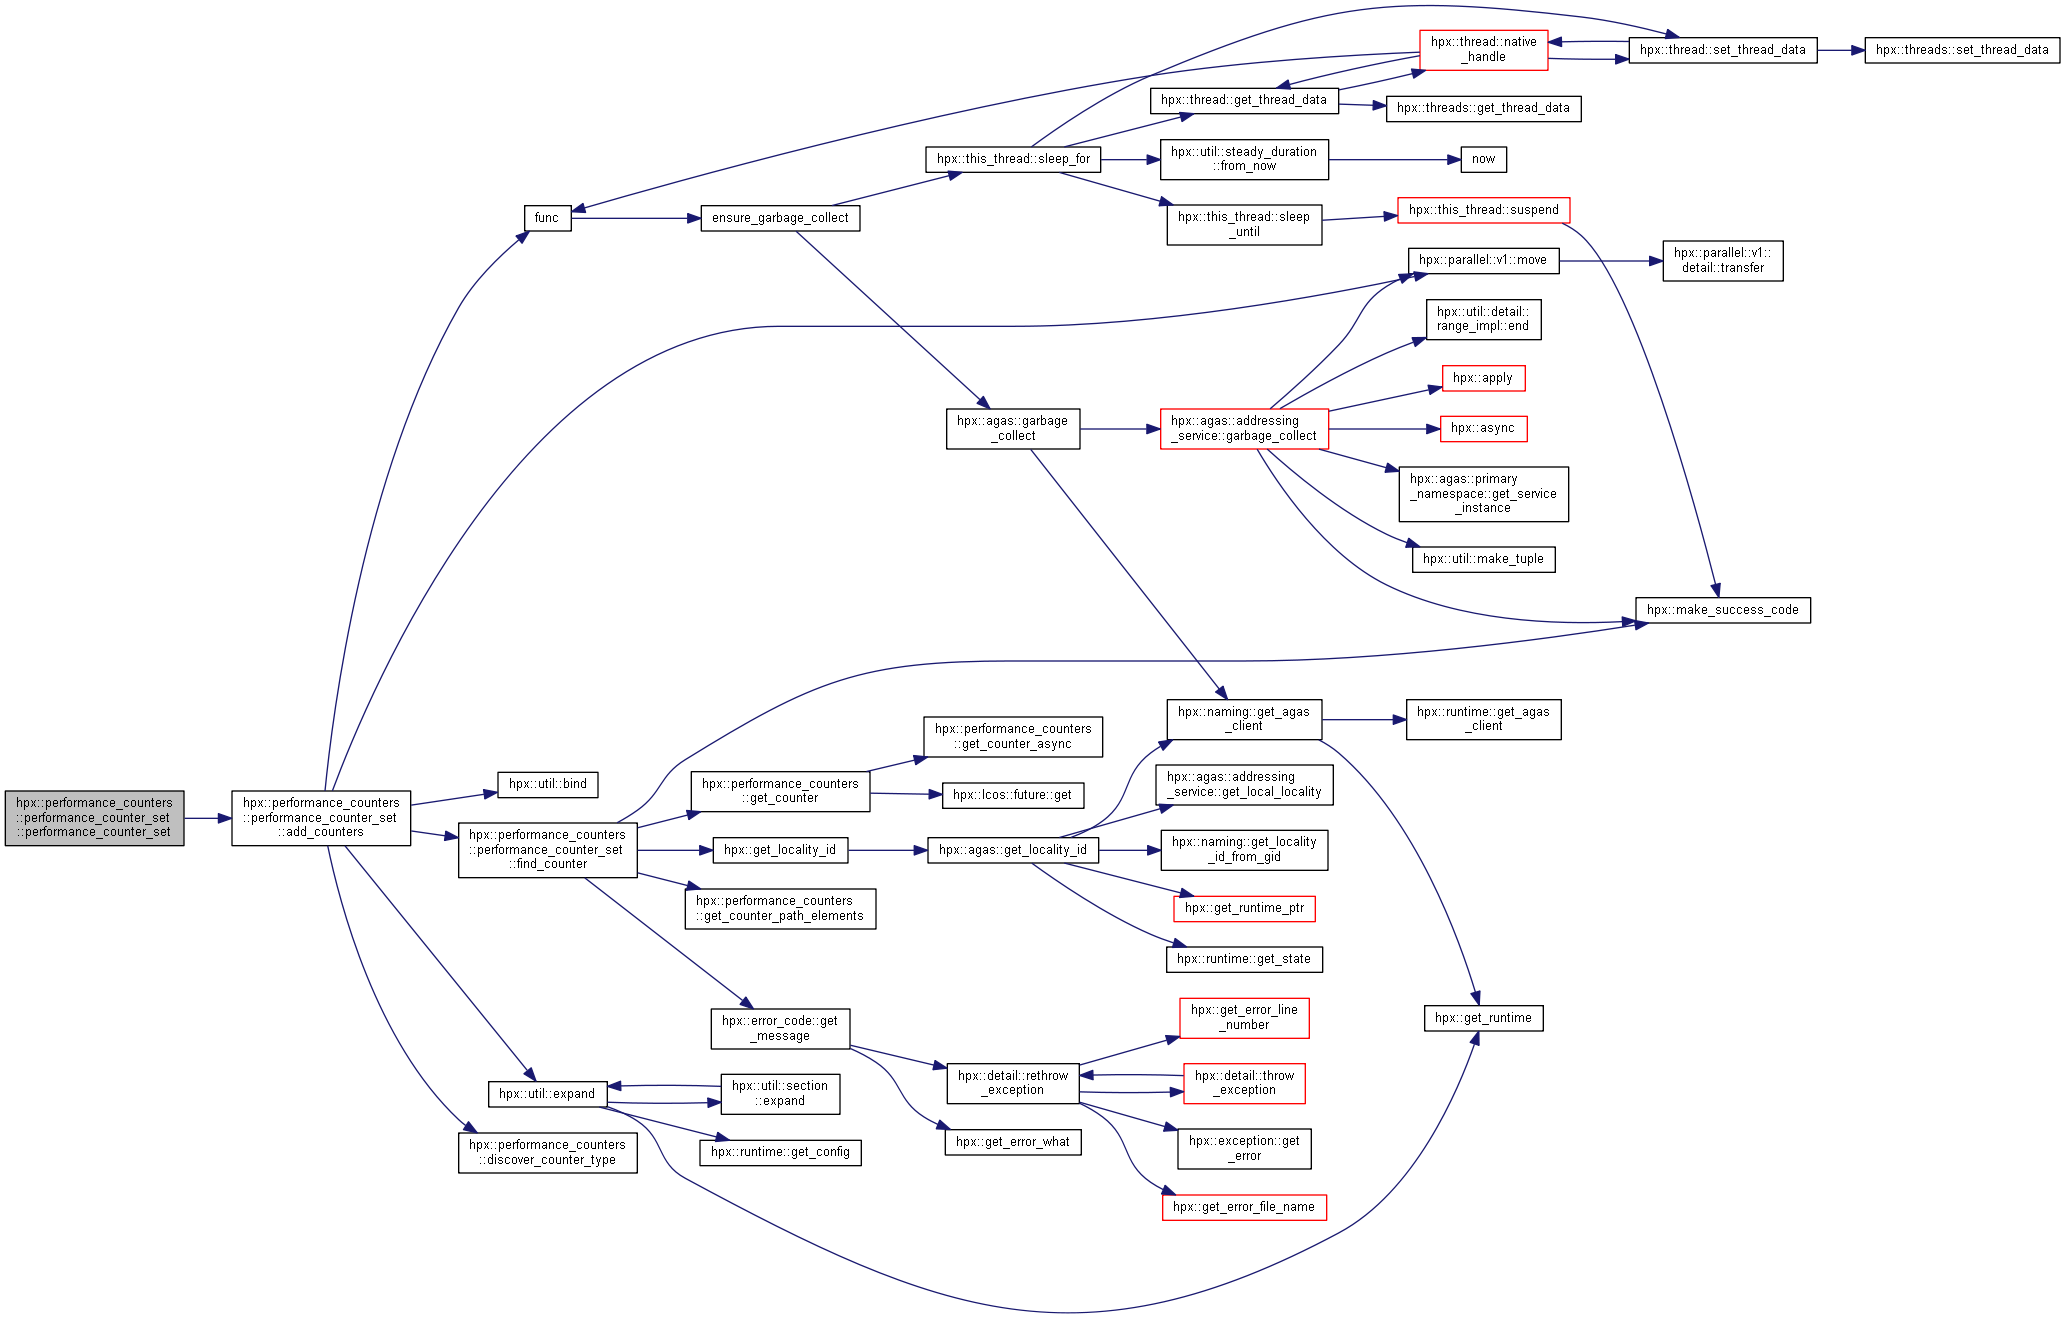 hpx::performance_counters
::performance_counter_set
::performance_counter_set
hpx::performance_counters
::performance_counter_set
::add_counters
func
hpx::util::bind
hpx::performance_counters
::performance_counter_set
::find_counter
hpx::util::expand
hpx::performance_counters
::discover_counter_type
ensure_garbage_collect
hpx::performance_counters
::get_counter
hpx::get_locality_id
hpx::performance_counters
::get_counter_path_elements
hpx::error_code::get
_message
hpx::util::section
::expand
hpx::runtime::get_config
hpx::this_thread::sleep_for
hpx::agas::garbage
_collect
hpx::performance_counters
::get_counter_async
hpx::lcos::future::get
hpx::agas::get_locality_id
hpx::detail::rethrow
_exception
hpx::get_error_what
hpx::thread::get_thread_data
hpx::util::steady_duration
::from_now
hpx::this_thread::sleep
_until
hpx::agas::addressing
_service::garbage_collect
hpx::naming::get_agas
_client
hpx::agas::addressing
_service::get_local_locality
hpx::naming::get_locality
_id_from_gid
hpx::get_runtime_ptr
hpx::runtime::get_state
hpx::get_error_line
_number
hpx::detail::throw
_exception
hpx::exception::get
_error
hpx::get_error_file_name
hpx::thread::native
_handle
hpx::threads::get_thread_data
now
hpx::this_thread::suspend
hpx::parallel::v1::move
hpx::util::detail::
range_impl::end
hpx::apply
hpx::async
hpx::agas::primary
_namespace::get_service
_instance
hpx::util::make_tuple
hpx::runtime::get_agas
_client
hpx::get_runtime
hpx::thread::set_thread_data
hpx::parallel::v1::
detail::transfer
hpx::make_success_code
hpx::threads::set_thread_data